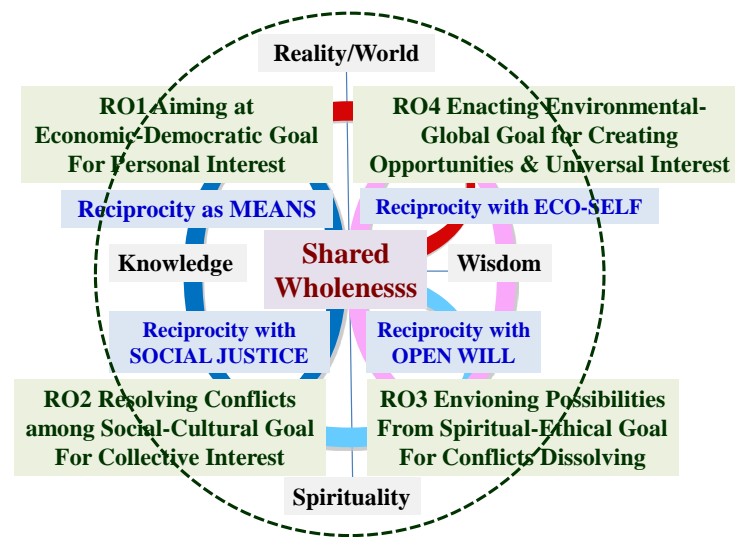 Reality/World
RO1 Aiming at
Economic-Democratic Goal
For Personal Interest
RO4 Enacting Environmental-
Global Goal for Creating
Opportunities & Universal Interest
Reciprocity as MEANS
Reciprocity with ECO-SELF
Knowledge
Shared
Wholenesss
Wisdom
Reciprocity with
SOCIAL JUSTICE
Reciprocity with
OPEN WILL
RO2 Resolving Conflicts
among Social-Cultural Goal
For Collective Interest
RO3 Envioning Possibilities
From Spiritual-Ethical Goal
For Conflicts Dissolving
Spirituality